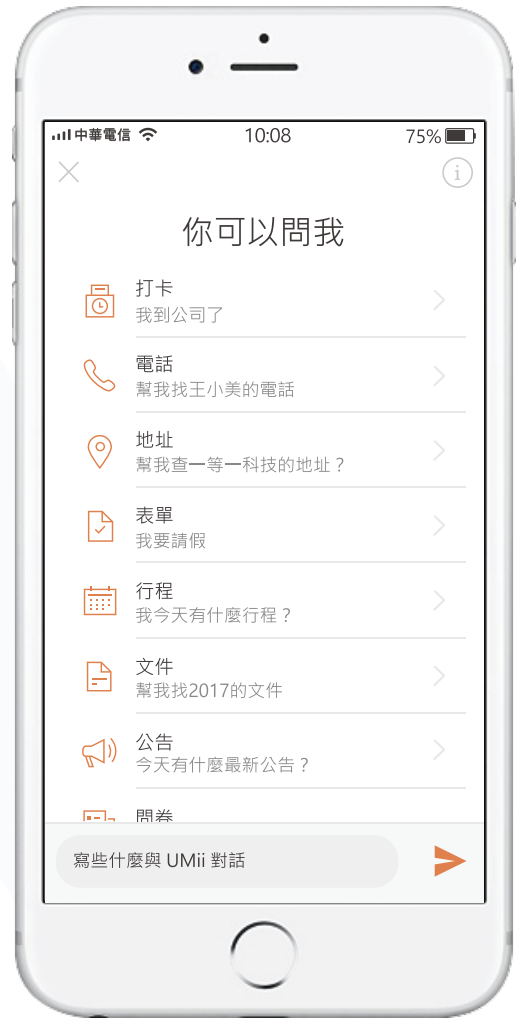 中華電信 10:08 75%
你可以問我
打卡
我到公司了
電話
幫我找王小美的電話
地址
幫我查一等一科技的地址？
表單
我要請假
行程
我今天有什麼行程？
文件
幫我找2017的文件
公告
今天有什麼最新公告？
問卷
寫些什麼與 UMii 對話